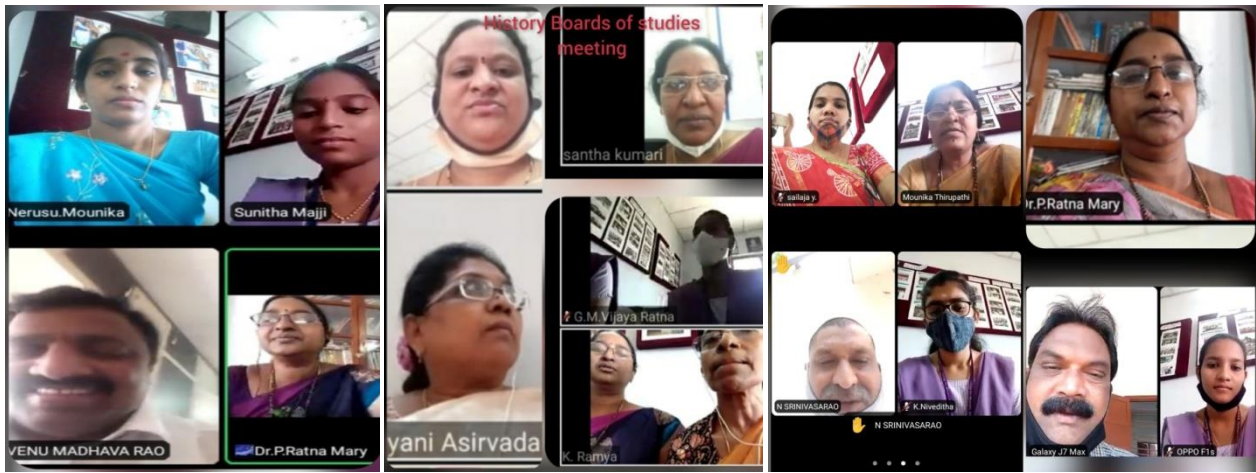 Nerusu.Mounika
Sunitha Majji
VENU MADHAVA RAO
Dr.P.Ratna Mary
History Boards of studies
meeting
santha kumari
G.M.Vijaya Ratna
yani Asirvada
K. Ramya
sailaja y.
Mounika Thirupathi
Dr.P.Ratna Mary
N SRINIVASARAO
K.Niveditha
N SRINIVASARAO
Galaxy J7 Max
OPPO F1s